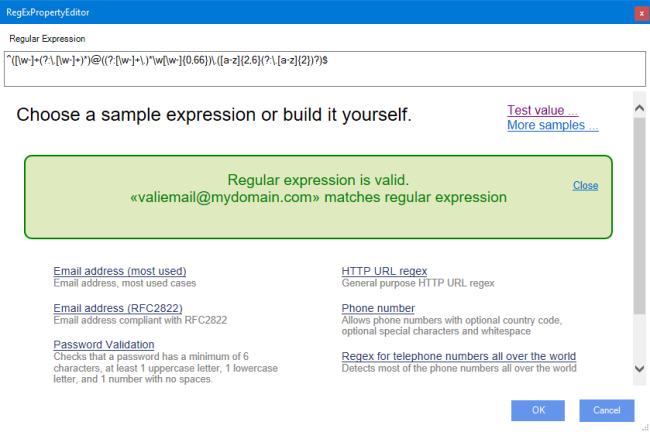 RegExPropertyEditor
x
Regular Expression
^([\w-]+(?:\.[\w-]+)*)@((?:[\w-]+\.)*\w[\w-]{0,66})\.([a-z]{2,6}(?:\.[a-z]{2})?)$
Choose a sample expression or build it yourself.
Test value ...
More samples ...
Regular expression is valid.
«valiemail@mydomain.com» matches regular expression
Close
Email address (most used)
Email address, most used cases
Email address (RFC2822)
Email address compliant with RFC2822
Password Validation
Checks that a password has a minimum of 6
characters, at least 1 uppercase letter, 1 lowercase
letter, and 1 number with no spaces.
HTTP URL regex
General purpose HTTP URL regex
Phone number
Allows phone numbers with optional country code,
optional special characters and whitespace
Regex for telephone numbers all over the world
Detects most of the phone numbers all over the world
OK
Cancel